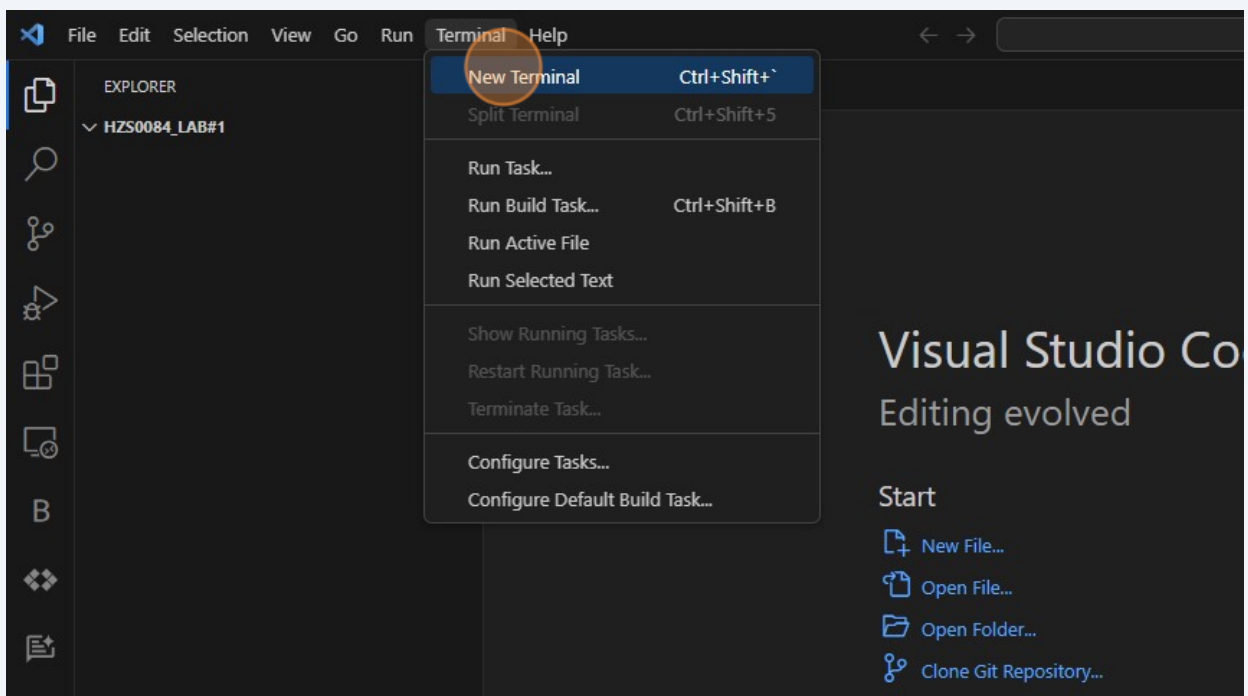 File Edit Selection View Go Run Terminal Help
EXPLORER
HZS0084_LAB#1
New Terminal Ctrl+Shift+`
Split Terminal Ctrl+Shift+5
Run Task...
Run Build Task... Ctrl+Shift+B
Run Active File
Run Selected Text
Show Running Tasks...
Restart Running Task...
Terminate Task...
Configure Tasks...
Configure Default Build Task...
B
Visual Studio Co
Editing evolved
Start
New File...
Open File...
Open Folder...
Clone Git Repository...